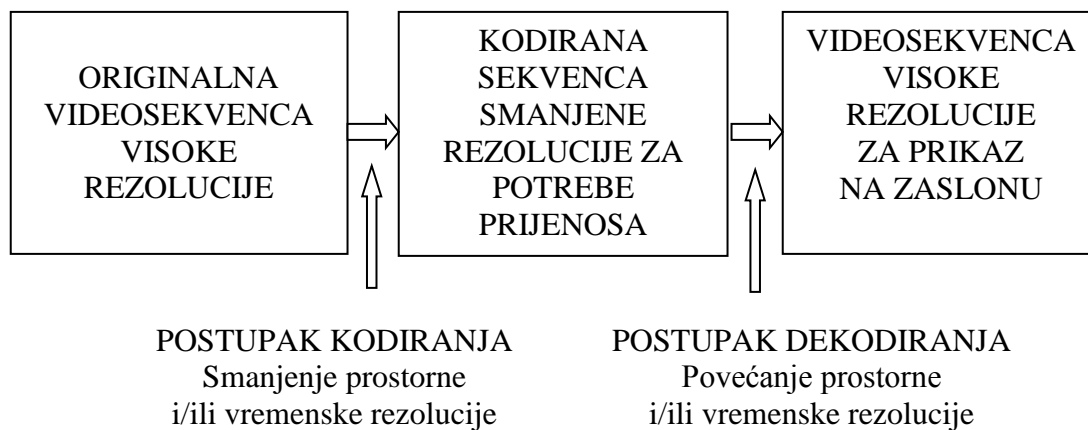 ORIGINALNA
VIDEOSEKVENCA
VISOKE
REZOLUCIJE
KODIRANA
SEKVENCA
SMANJENE
REZOLUCIJE ZA
POTREBE
PRIJENOSA
VIDEOSEKVENCA
VISOKE
REZOLUCIJE
ZA PRIKAZ
NA ZASLONU
POSTUPAK KODIRANJA
Smanjenje prostorne
i/ili vremenske rezolucije
POSTUPAK DEKODIRANJA
Povećanje prostorne
i/ili vremenske rezolucije